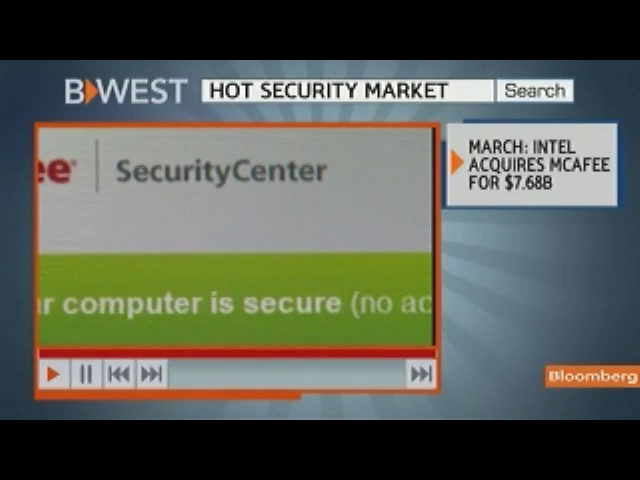 B WEST HOT SECURITY MARKET Search
MARCH: INTEL
ACQUIRES MCAFEE
FOR $7.68B
ee SecurityCenter
r computer is secure (no ac
Bloomberg